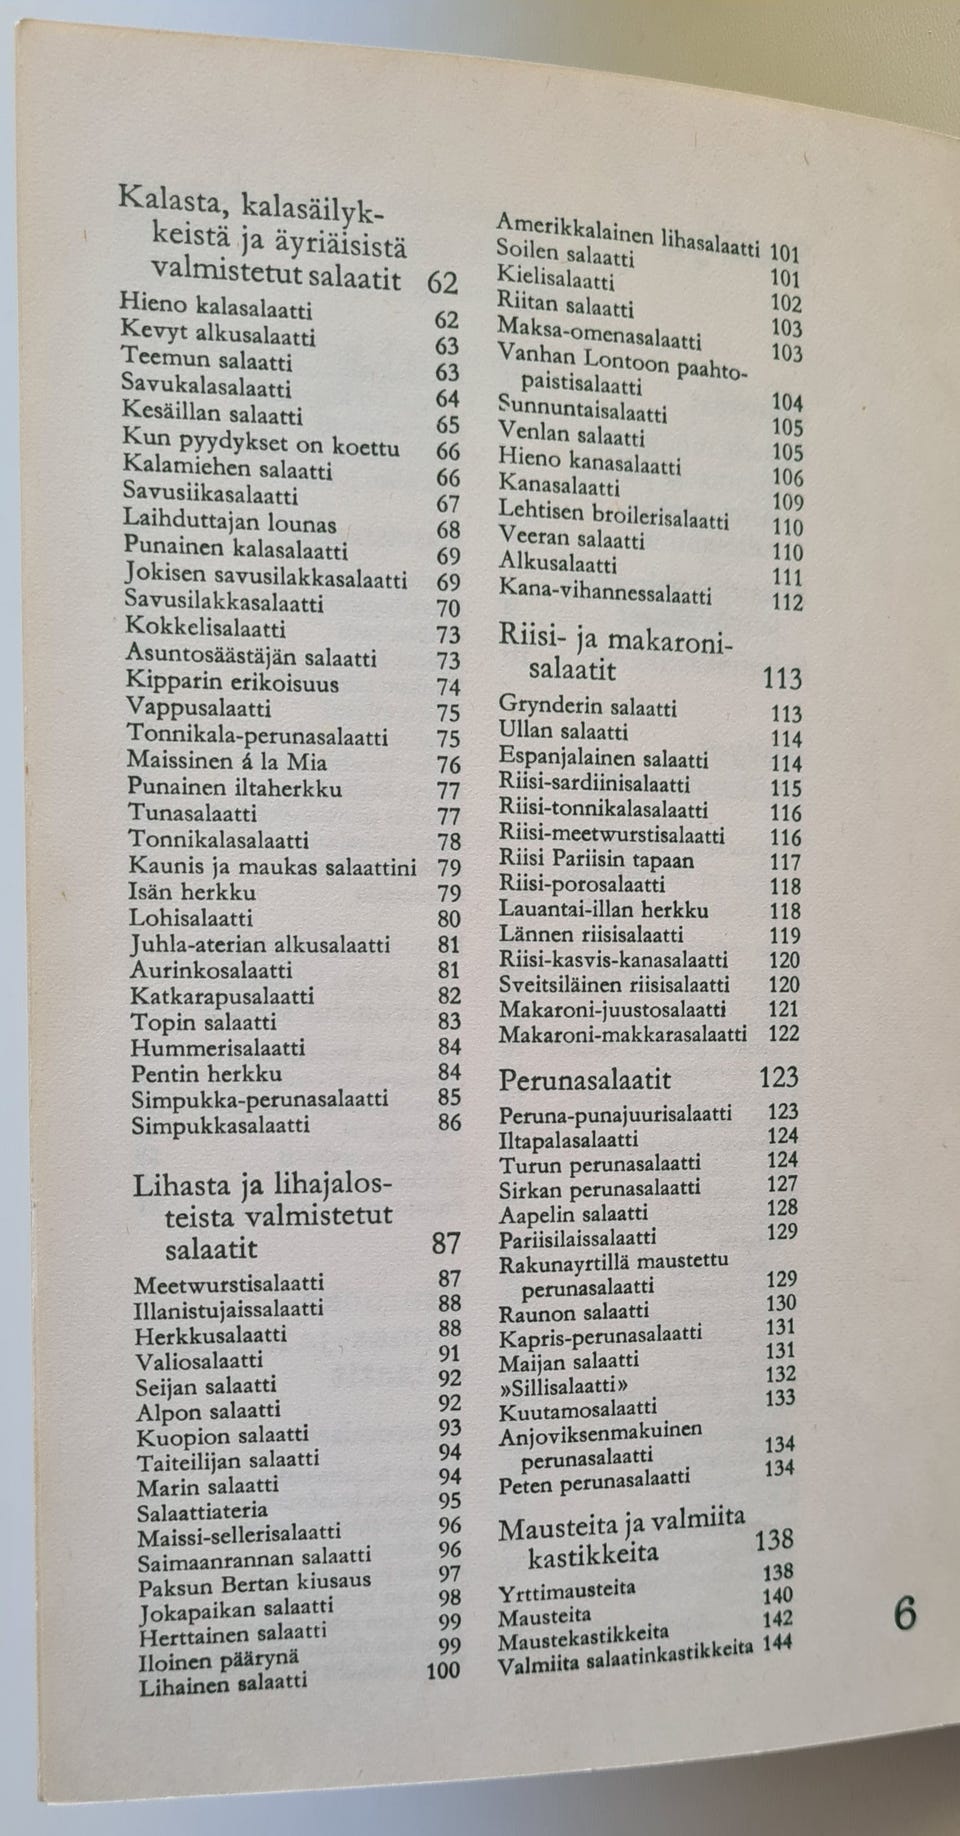 Kalasta, kalasäilyk-
keistä ja äyriäisistä
valmistetut salaatit 62
Hieno kalasalaatti 62
Kevyt alkusalaatti 63
Teemun salaatti 63
Savukalasalaatti 64
Kesäillan salaatti 65
Kun pyydykset on koettu 66
Kalamiehen salaatti 66
Savusiikasalaatti 67
Laihduttajan lounas 68
Punainen kalasalaatti 69
Jokisen savusilakkasalaatti 69
Savusilakkasalaatti 70
Kokkelisalaatti 73
Asuntosäästäjän salaatti 73
Kipparin erikoisuus 74
Vappusalaatti 75
Tonnikala-perunasalaatti 75
Maissinen á la Mia 76
Punainen iltaherkku 77
Tunasalaatti 77
Tonnikalasalaatti 78
Kaunis ja maukas salaattini 79
Isän herkku 79
Lohisalaatti 80
Juhla-aterian alkusalaatti 81
Aurinkosalaatti 81
Katkarapusalaatti 82
Topin salaatti 83
Hummerisalaatti 84
Pentin herkku 84
Simpukka-perunasalaatti 85
Simpukkasalaatti 86
Lihasta ja lihajalos-
teista valmistetut
salaatit 87
Meetwurstisalaatti 87
Illanistujaissalaatti 88
Herkkusalaatti 88
Valiosalaatti 91
Seijan salaatti 92
Alpon salaatti 92
Kuopion salaatti 93
Taiteilijan salaatti 94
Marin salaatti 94
Salaattiateria 95
Maissi-sellerisalaatti 96
Saimaanrannan salaatti 96
Paksun Bertan kiusaus 97
Jokapaikan salaatti 98
Herttainen salaatti 99
Iloinen päärynä 99
Lihainen salaatti 100
Amerikkalainen lihasalaatti 101
Soilen salaatti 101
Kielisalaatti 102
Riitan salaatti 103
Maksa-omenasalaatti 103
Vanhan Lontoon paahto-
paistisalaatti 104
Sunnuntaisalaatti 105
Venlan salaatti 105
Hieno kanasalaatti 106
Kanasalaatti 109
Lehtisen broilerisalaatti 110
Veeran salaatti 110
Alkusalaatti 111
Kana-vihannessalaatti 112
Riisi- ja makaroni-
salaatit 113
Grynderin salaatti 113
Ullan salaatti 114
Espanjalainen salaatti 114
Riisi-sardiinisalaatti 115
Riisi-tonnikalasalaatti 116
Riisi-meetwurstisalaatti 116
Riisi Pariisin tapaan 117
Riisi-porosalaatti 118
Lauantai-illan herkku 118
Lännen riisisalaatti 119
Riisi-kasvis-kanasalaatti 120
Sveitsiläinen riisisalaatti 120
Makaroni-juustosalaatti 121
Makaroni-makkarasalaatti 122
Perunasalaatit 123
Peruna-punajuurisalaatti 123
Iltapalasalaatti 124
Turun perunasalaatti 124
Sirkan perunasalaatti 127
Aapelin salaatti 128
Pariisilaissalaatti 129
Rakunayrtillä maustettu
perunasalaatti 129
Raunon salaatti 130
Kapris-perunasalaatti 131
Maijan salaatti 131
»Sillisalaatti» 132
Kuutamosalaatti 133
Anjoviksenmakuinen
perunasalaatti 134
Peten perunasalaatti 134
Mausteita ja valmiita
kastikkeita 138
Yrttimausteita 138
Mausteita 140
Maustekastikkeita 142
Valmiita salaatinkastikkeita 144
6